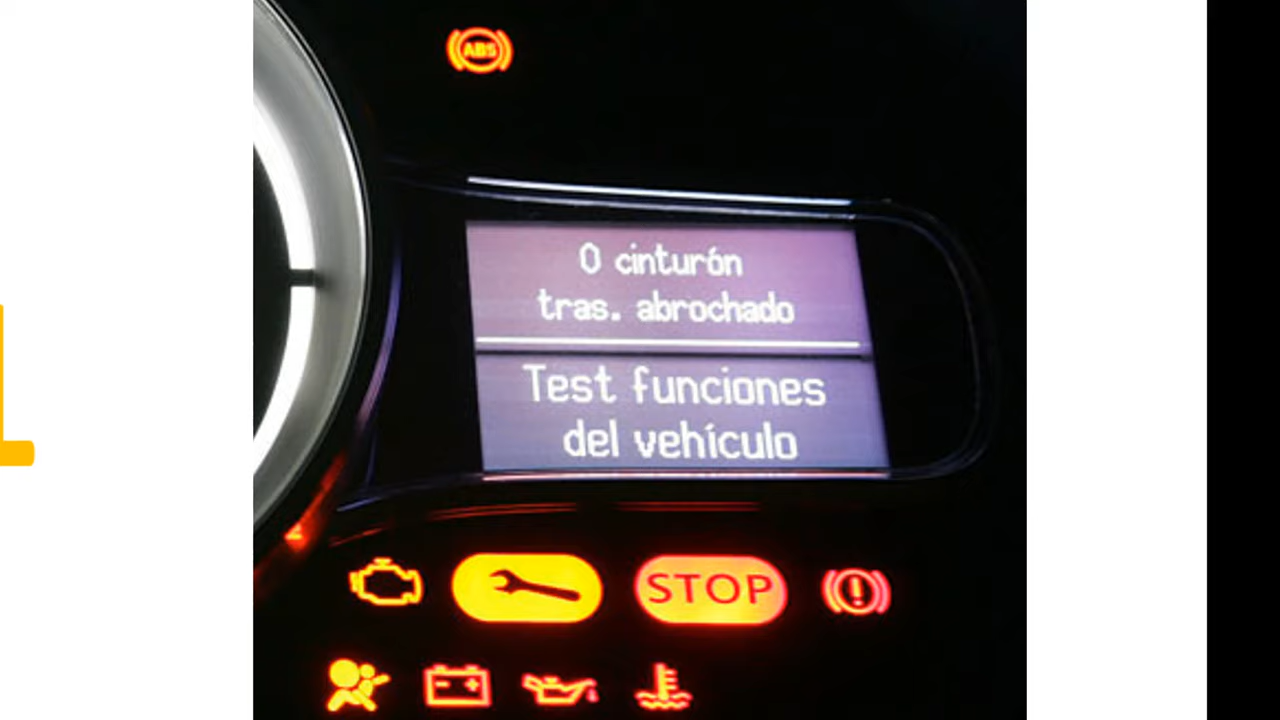 ABS
0 cinturón
tras. abrochado
Test funciones
del vehículo
STOP